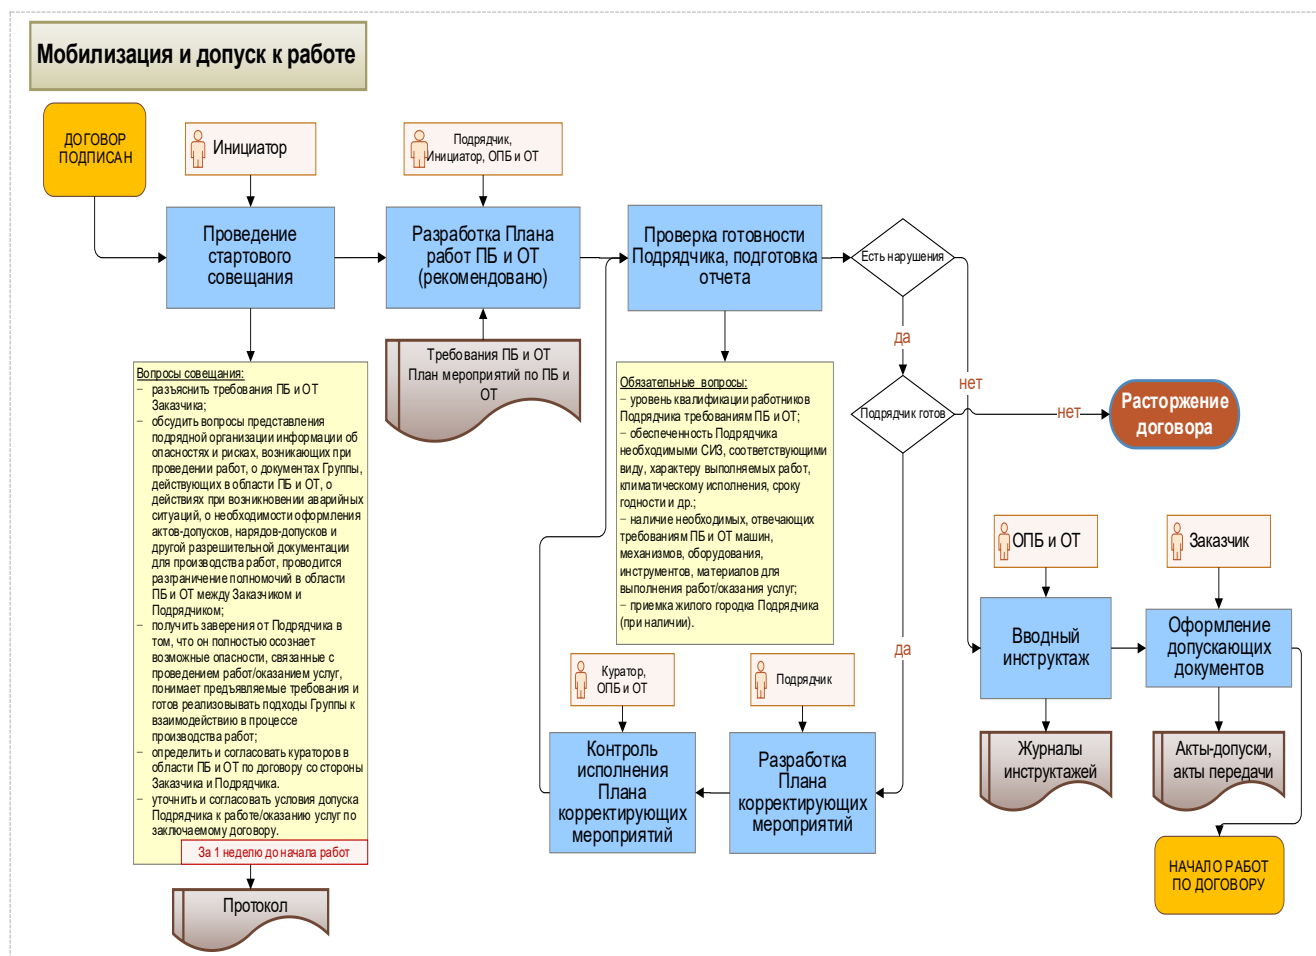 Мобилизация и допуск к работе
ДОГОВОР
ПОДПИСАН
Инициатор
Подрядчик,
Инициатор, ОПБ и ОТ
Проведение
стартового
совещания
Разработка Плана
работ ПБ и ОТ
(рекомендовано)
Проверка готовности
Подрядчика, подготовка
отчета
Есть нарушения
да
нет
Требования ПБ и ОТ
План мероприятий по ПБ и
ОТ
Вопросы совещания:
– разъяснить требования ПБ и ОТ
Заказчика;
– обсудить вопросы представления
подрядной организации информации об
опасностях и рисках, возникающих при
проведении работ, о документах Группы,
действующих в области ПБ и ОТ, о
действиях при возникновении аварийных
ситуаций, о необходимости оформления
актов-допусков, нарядов-допусков и
другой разрешительной документации
для производства работ, проводится
разграничение полномочий в области
ПБ и ОТ между Заказчиком и
Подрядчиком;
– получить заверения от Подрядчика в
том, что он полностью осознает
возможные опасности, связанные с
проведением работ/оказанием услуг,
понимает предъявляемые требования и
готов реализовывать подходы Группы к
взаимодействию в процессе
производства работ;
– определить и согласовать кураторов в
области ПБ и ОТ по договору со стороны
Заказчика и Подрядчика.
– уточнить и согласовать условия допуска
Подрядчика к работе/оказанию услуг по
заключаемому договору.
За 1 неделю до начала работ
Протокол
Обязательные вопросы:
– уровень квалификации работников
Подрядчика требованиям ПБ и ОТ;
– обеспеченность Подрядчика
необходимыми СИЗ, соответствующими
виду, характеру выполняемых работ,
климатическому исполнения, сроку
годности и др.;
– наличие необходимых, отвечающих
требованиям ПБ и ОТ машин,
механизмов, оборудования,
инструментов, материалов для
выполнения работ/оказания услуг;
– приемка жилого городка Подрядчика
(при наличии).
Подрядчик готов
нет
Расторжение
договора
да
Куратор,
ОПБ и ОТ
Подрядчик
Контроль
исполнения
Плана
корректирующих
мероприятий
Разработка
Плана
корректирующих
мероприятий
ОПБ и ОТ
Заказчик
Вводный
инструктаж
Оформление
допускающих
документов
Журналы
инструктажей
Акты-допуски,
акты передачи
НАЧАЛО РАБОТ
ПО ДОГОВОРУ